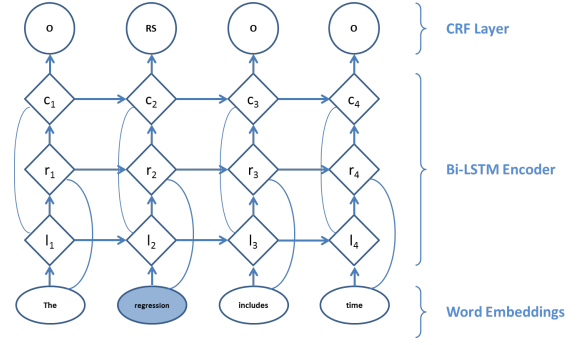 O RS O O CRF Layer
c1 c2 c3 c4
r1 r2 r3 r4 Bi-LSTM Encoder
l1 l2 l3 l4
The regression includes time Word Embeddings